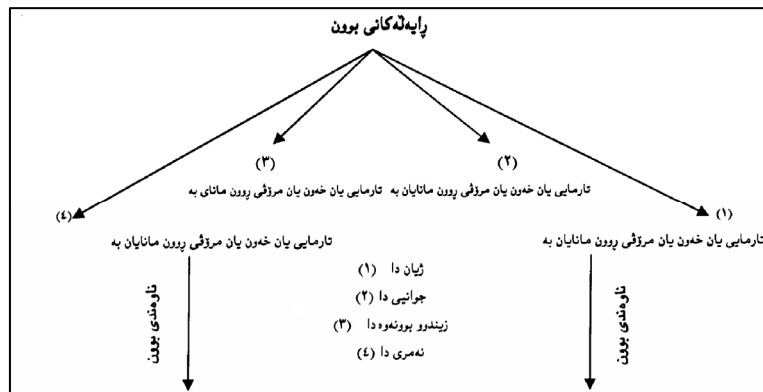 ڕایەڵەکانی بوون
(٢)
(٣)
تارمایی یان خەون یان مرۆڤی ڕوون مانایان بە
تارمایی یان خەون یان مرۆڤی ڕوون مانای بە
(١)
(٤)
تارمایی یان خەون یان مرۆڤی ڕوون مانایان بە
تارمایی یان خەون یان مرۆڤی ڕوون مانایان بە
ژیان دا (١)
جوانیی دا (٢)
زیندوو بوونەوە دا (٣)
نەمری دا (٤)
ناوەندی بوون
ناوەندی بوون